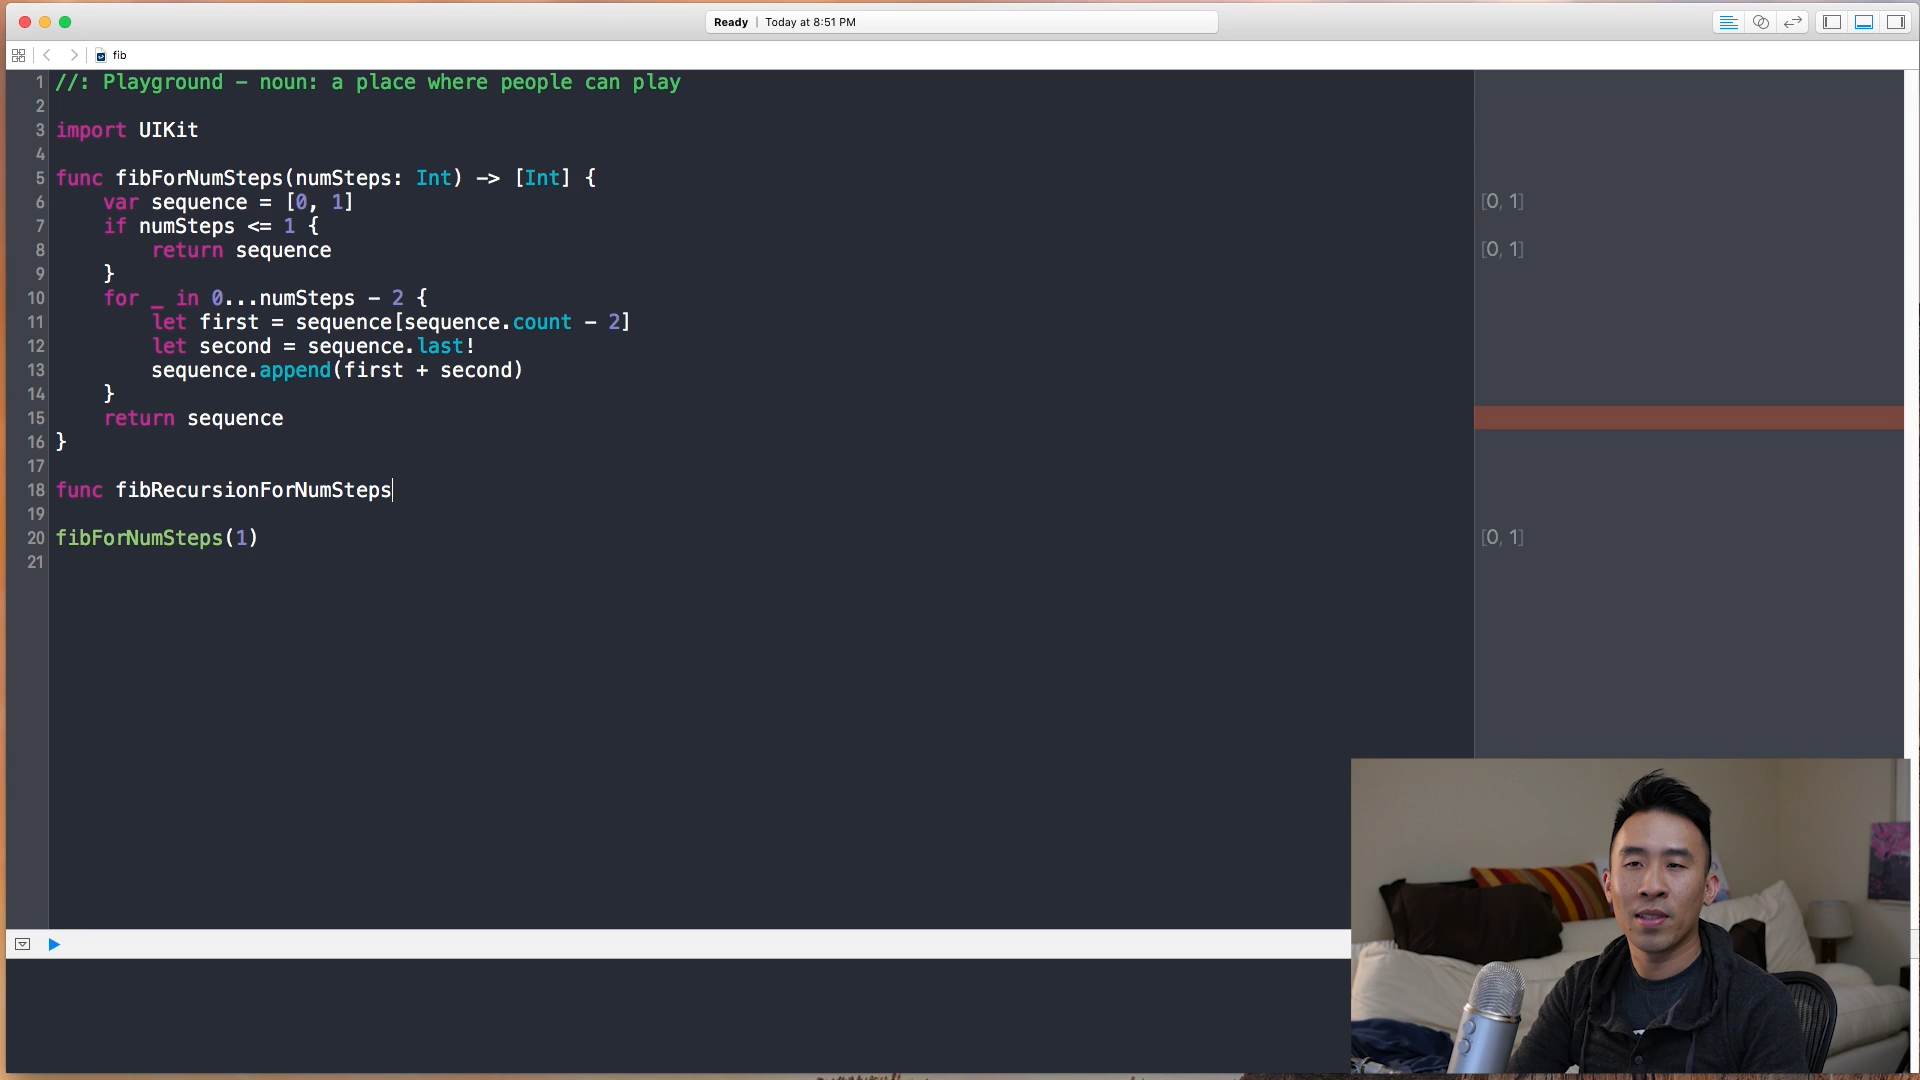 Ready | Today at 8:51 PM
fib
1 //: Playground - noun: a place where people can play
2
3 import UIKit
4
5 func fibForNumSteps(numSteps: Int) -> [Int] {
6 var sequence = [0, 1] [0, 1]
7 if numSteps <= 1 {
8 return sequence [0, 1]
9 }
10 for _ in 0...numSteps - 2 {
11 let first = sequence[sequence.count - 2]
12 let second = sequence.last!
13 sequence.append(first + second)
14 }
15 return sequence
16 }
17
18 func fibRecursionForNumSteps
19
20 fibForNumSteps(1) [0, 1]
21